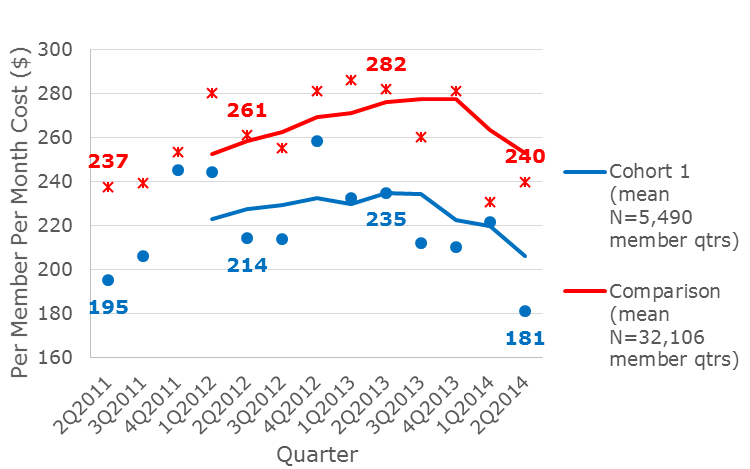 Per Member Per Month Cost ($)
300
280
260
240
220
200
180
160
237
261
282
240
195
214
235
181
2Q2011
3Q2011
4Q2011
1Q2012
2Q2012
3Q2012
4Q2012
1Q2013
2Q2013
3Q2013
4Q2013
1Q2014
2Q2014
Quarter
Cohort 1
(mean
N=5,490
member qtrs)
Comparison
(mean
N=32,106
member qtrs)